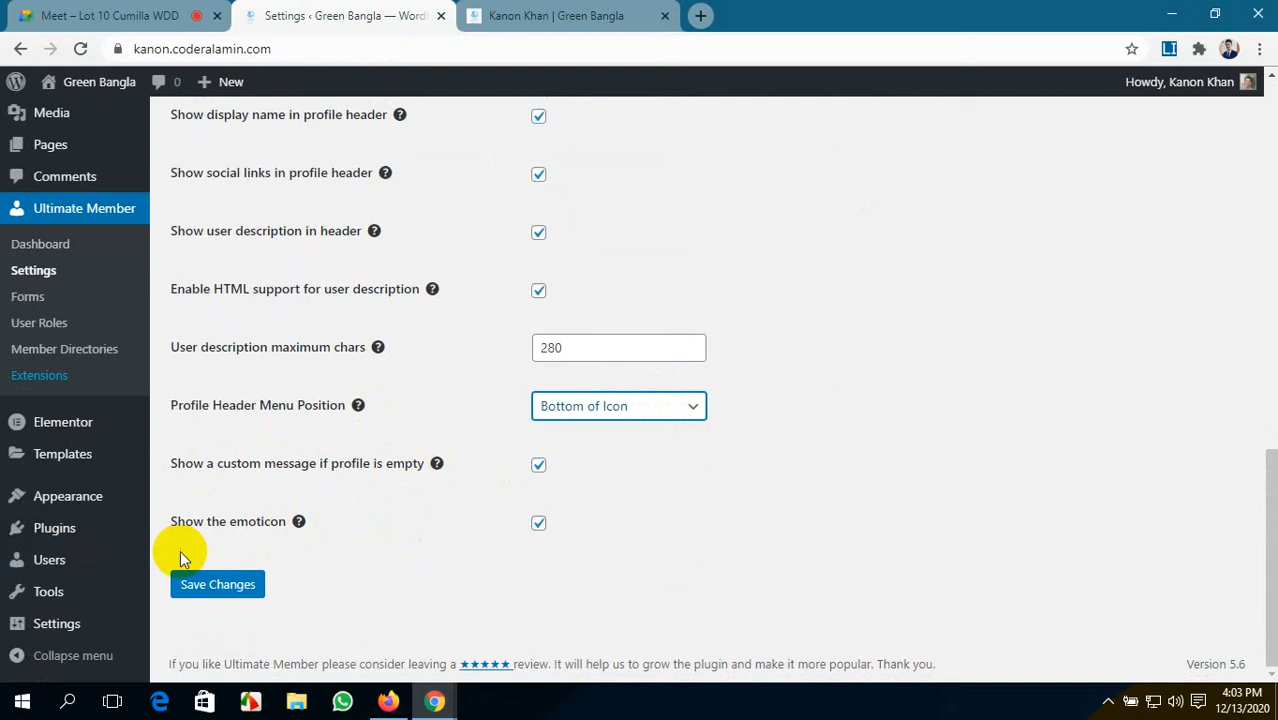 Meet – Lot 10 Cumilla WDD
Settings ‹ Green Bangla — Word
Kanon Khan | Green Bangla
kanon.coderalamin.com
Green Bangla
0
New
Howdy, Kanon Khan
Media
Pages
Comments
Ultimate Member
Dashboard
Settings
Forms
User Roles
Member Directories
Extensions
Elementor
Templates
Appearance
Plugins
Users
Tools
Settings
Collapse menu
Show display name in profile header
Show social links in profile header
Show user description in header
Enable HTML support for user description
User description maximum chars
280
Profile Header Menu Position
Bottom of Icon
Show a custom message if profile is empty
Show the emoticon
Save Changes
If you like Ultimate Member please consider leaving a ★★★★★ review. It will help us to grow the plugin and make it more popular. Thank you.
Version 5.6
4:03 PM
12/13/2020